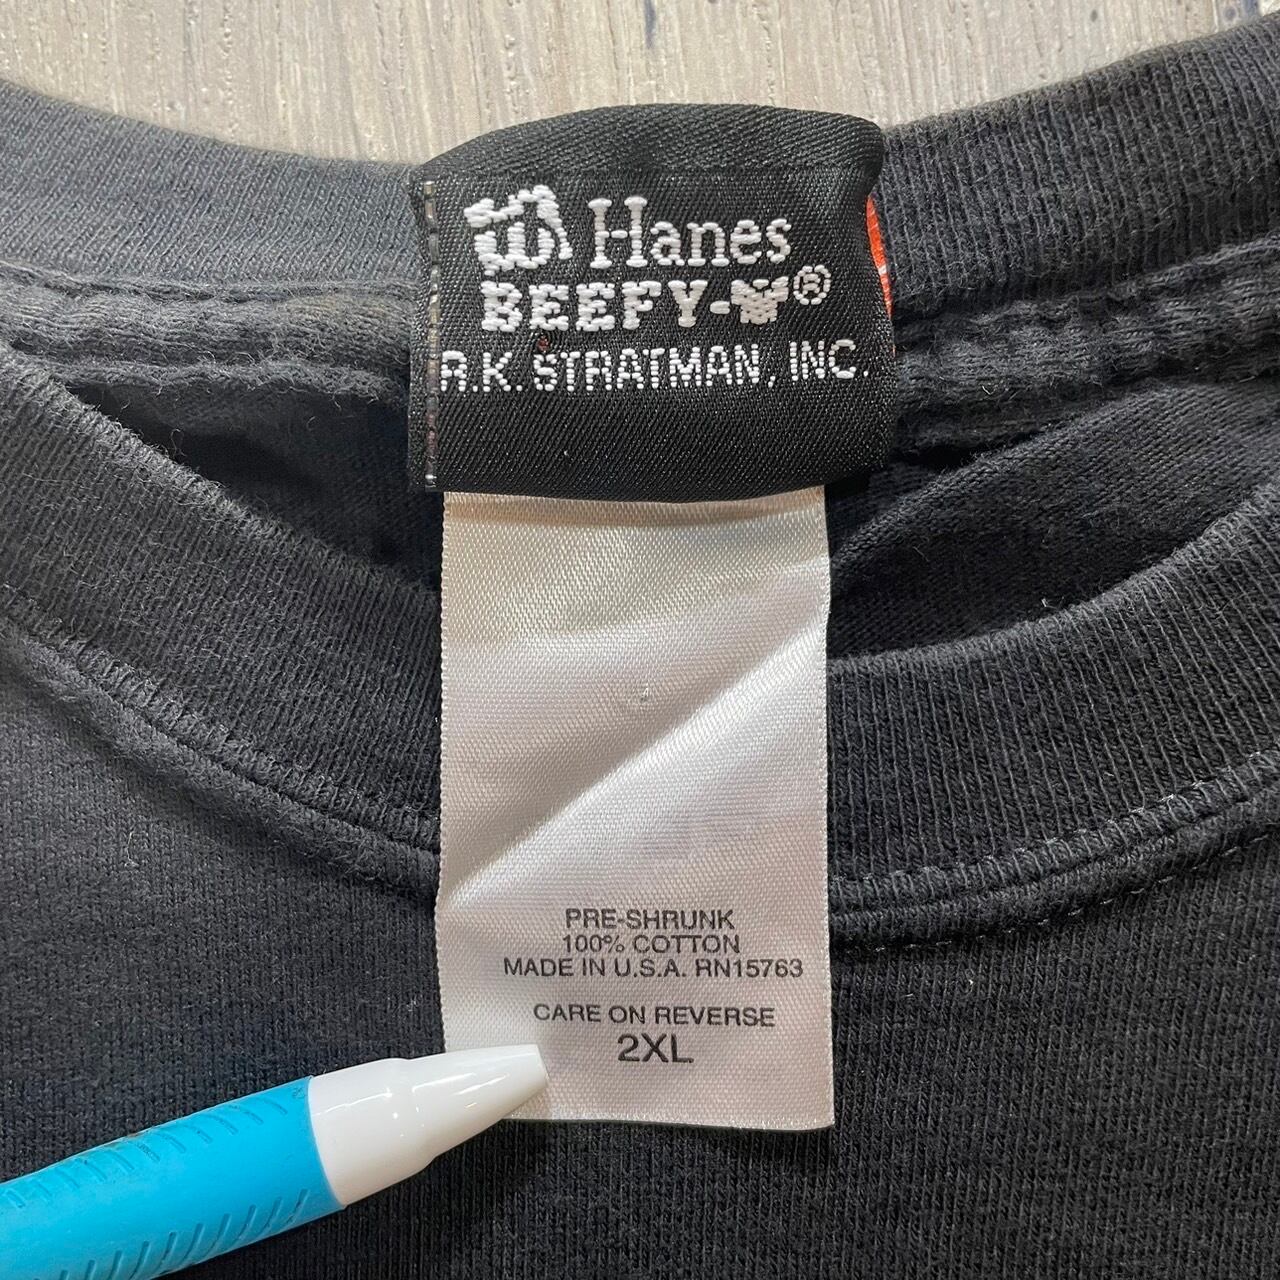 Hanes
BEEFY-T®
R.K. STRATMAN, INC.
PRE-SHRUNK
100% COTTON
MADE IN U.S.A. RN15763
CARE ON REVERSE
2XL